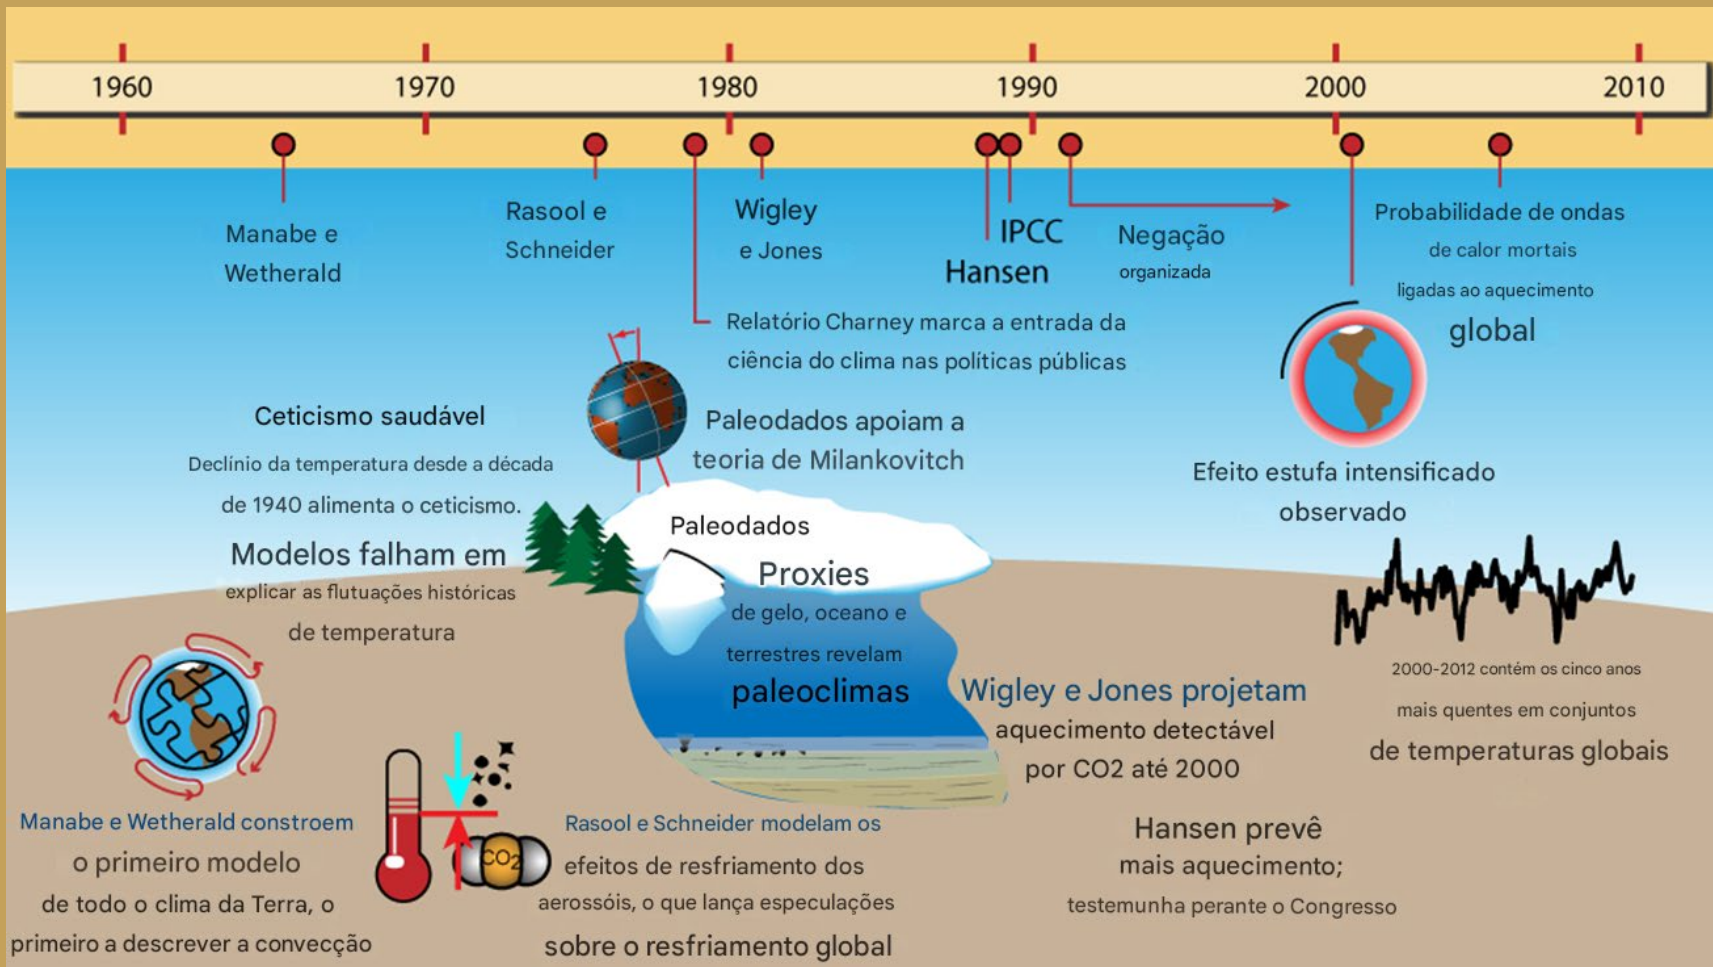 1960
1970
1980
1990
2000
2010
Manabe e
Wetherald
Rasool e
Schneider
Wigley
e Jones
IPCC
Hansen
Negação
organizada
Probabilidade de ondas
de calor mortais
ligadas ao aquecimento
global
Relatório Charney marca a entrada da
ciência do clima nas políticas públicas
Ceticismo saudável
Declínio da temperatura desde a década
de 1940 alimenta o ceticismo.
Modelos falham em
explicar as flutuações históricas
de temperatura
Paleodados apoiam a
teoria de Milankovitch
Efeito estufa intensificado
observado
Paleodados
Proxies
de gelo, oceano e
terrestres revelam
paleoclimas
Wigley e Jones projetam
aquecimento detectável
por CO2 até 2000
2000-2012 contém os cinco anos
mais quentes em conjuntos
de temperaturas globais
Manabe e Wetherald constroem
o primeiro modelo
de todo o clima da Terra, o
primeiro a descrever a convecção
CO2
Rasool e Schneider modelam os
efeitos de resfriamento dos
aerossóis, o que lança especulações
sobre o resfriamento global
Hansen prevê
mais aquecimento;
testemunha perante o Congresso